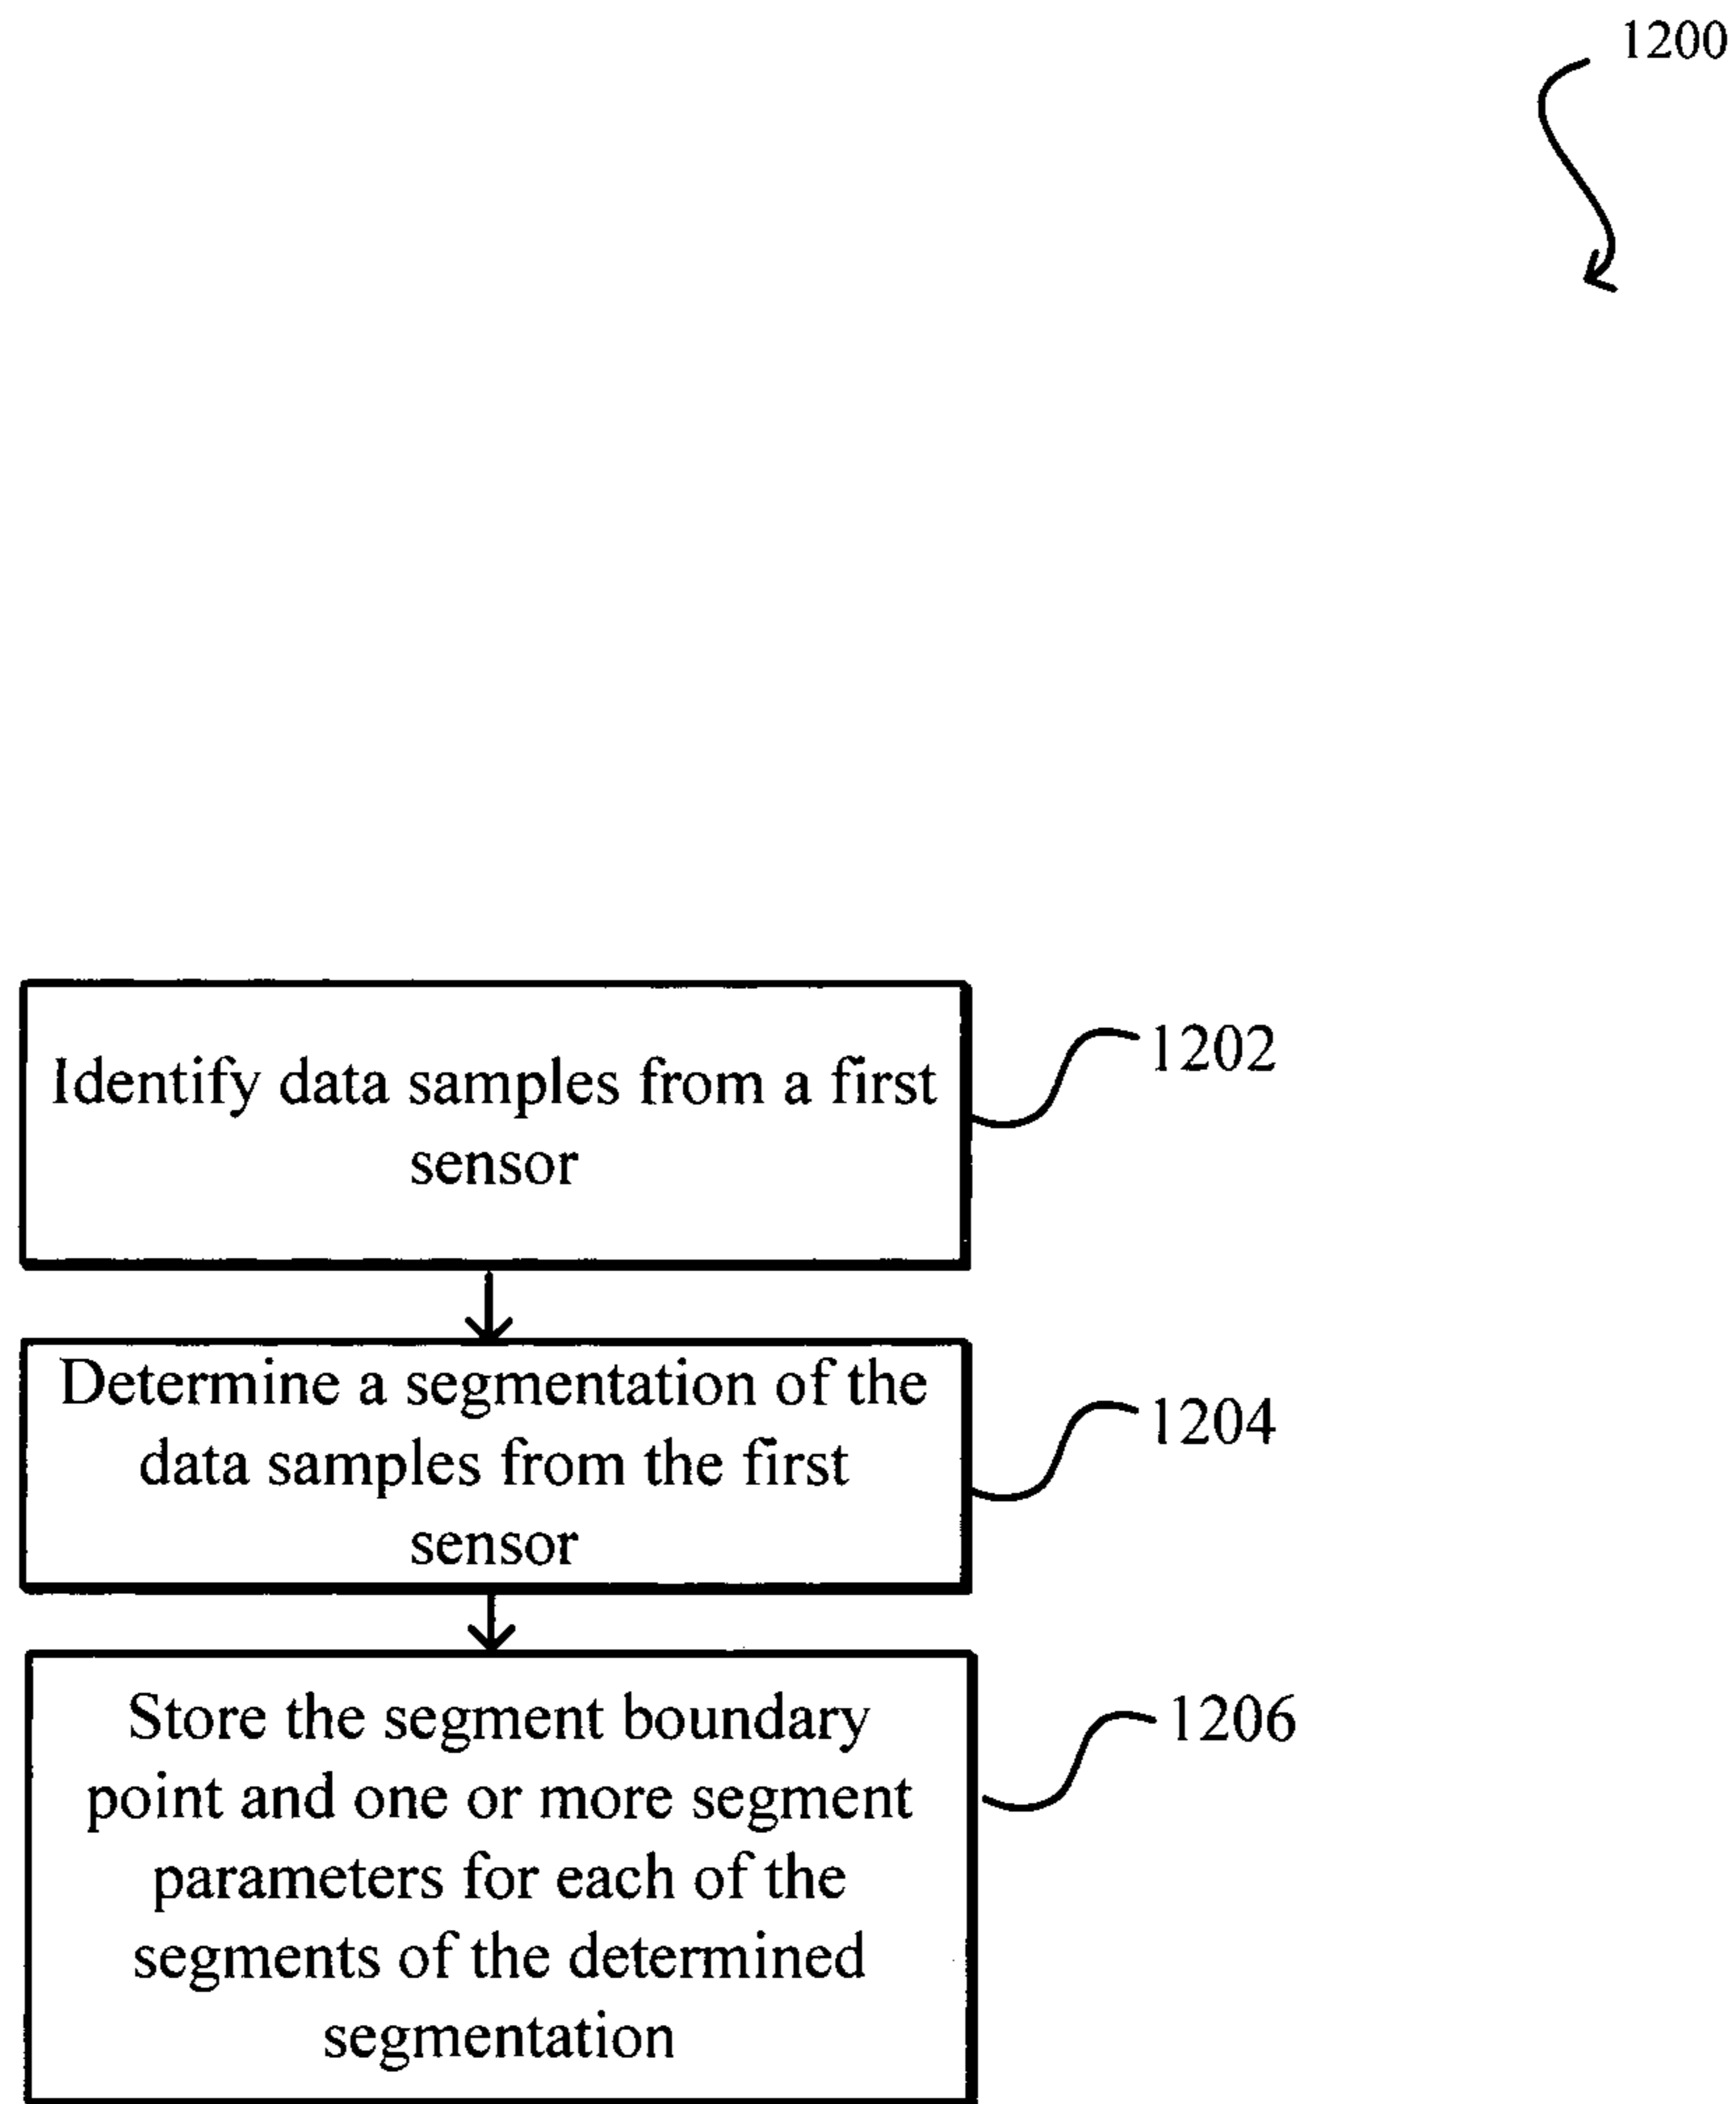 1200
Identify data samples from a first
sensor
1202
Determine a segmentation of the
data samples from the first
sensor
1204
Store the segment boundary
point and one or more segment
parameters for each of the
segments of the determined
segmentation
1206